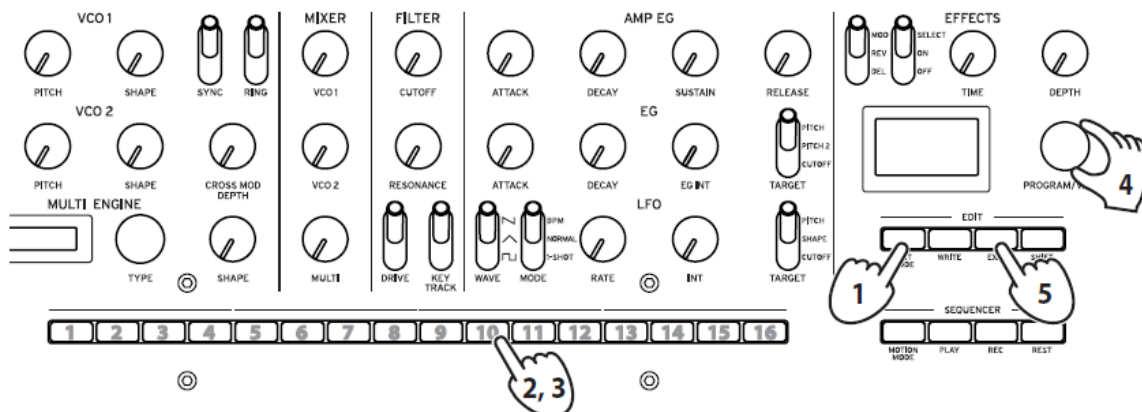 VCO 1
MIXER
FILTER
AMP EG
EFFECTS
MOD
REV
DEL
SELECT
ON
OFF
PITCH
SHAPE
SYNC
RING
VCO 1
CUTOFF
ATTACK
DECAY
SUSTAIN
RELEASE
TIME
DEPTH
VCO 2
EG
PITCH
PITCH 2
CUTOFF
PITCH
SHAPE
CROSS MOD
DEPTH
VCO 2
RESONANCE
ATTACK
DECAY
EG INT
TARGET
PROGRAM/
4
MULTI ENGINE
LFO
BPM
NORMAL
1-SHOT
PITCH
SHAPE
CUTOFF
EDIT
TYPE
SHAPE
MULTI
DRIVE
KEY
TRACK
WAVE
MODE
RATE
INT
TARGET
WRITE
1
5
SEQUENCER
1 2 3 4 5 6 7 8 9 10 11 12 13 14 15 16
MOTION
MODE
PLAY
REC
REST
2, 3